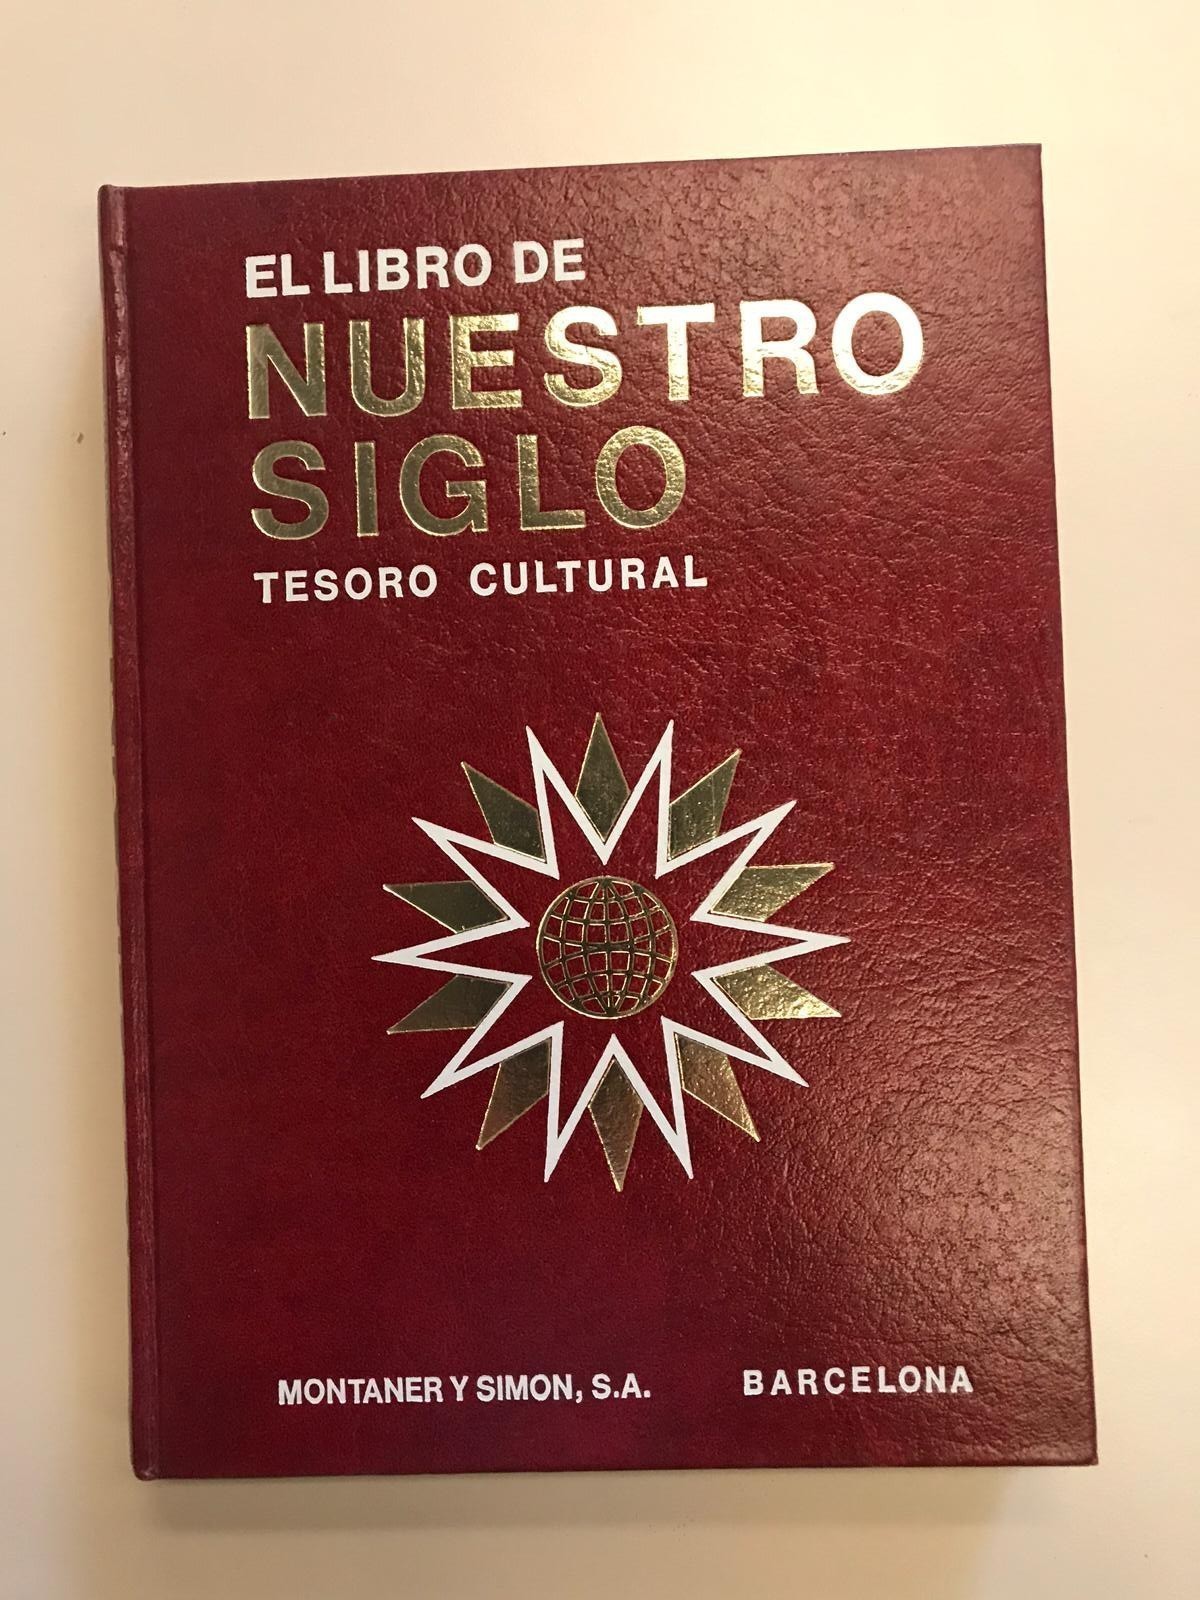 EL LIBRO DE
NUESTRO
SIGLO
TESORO CULTURAL
MONTANER Y SIMON, S.A. BARCELONA